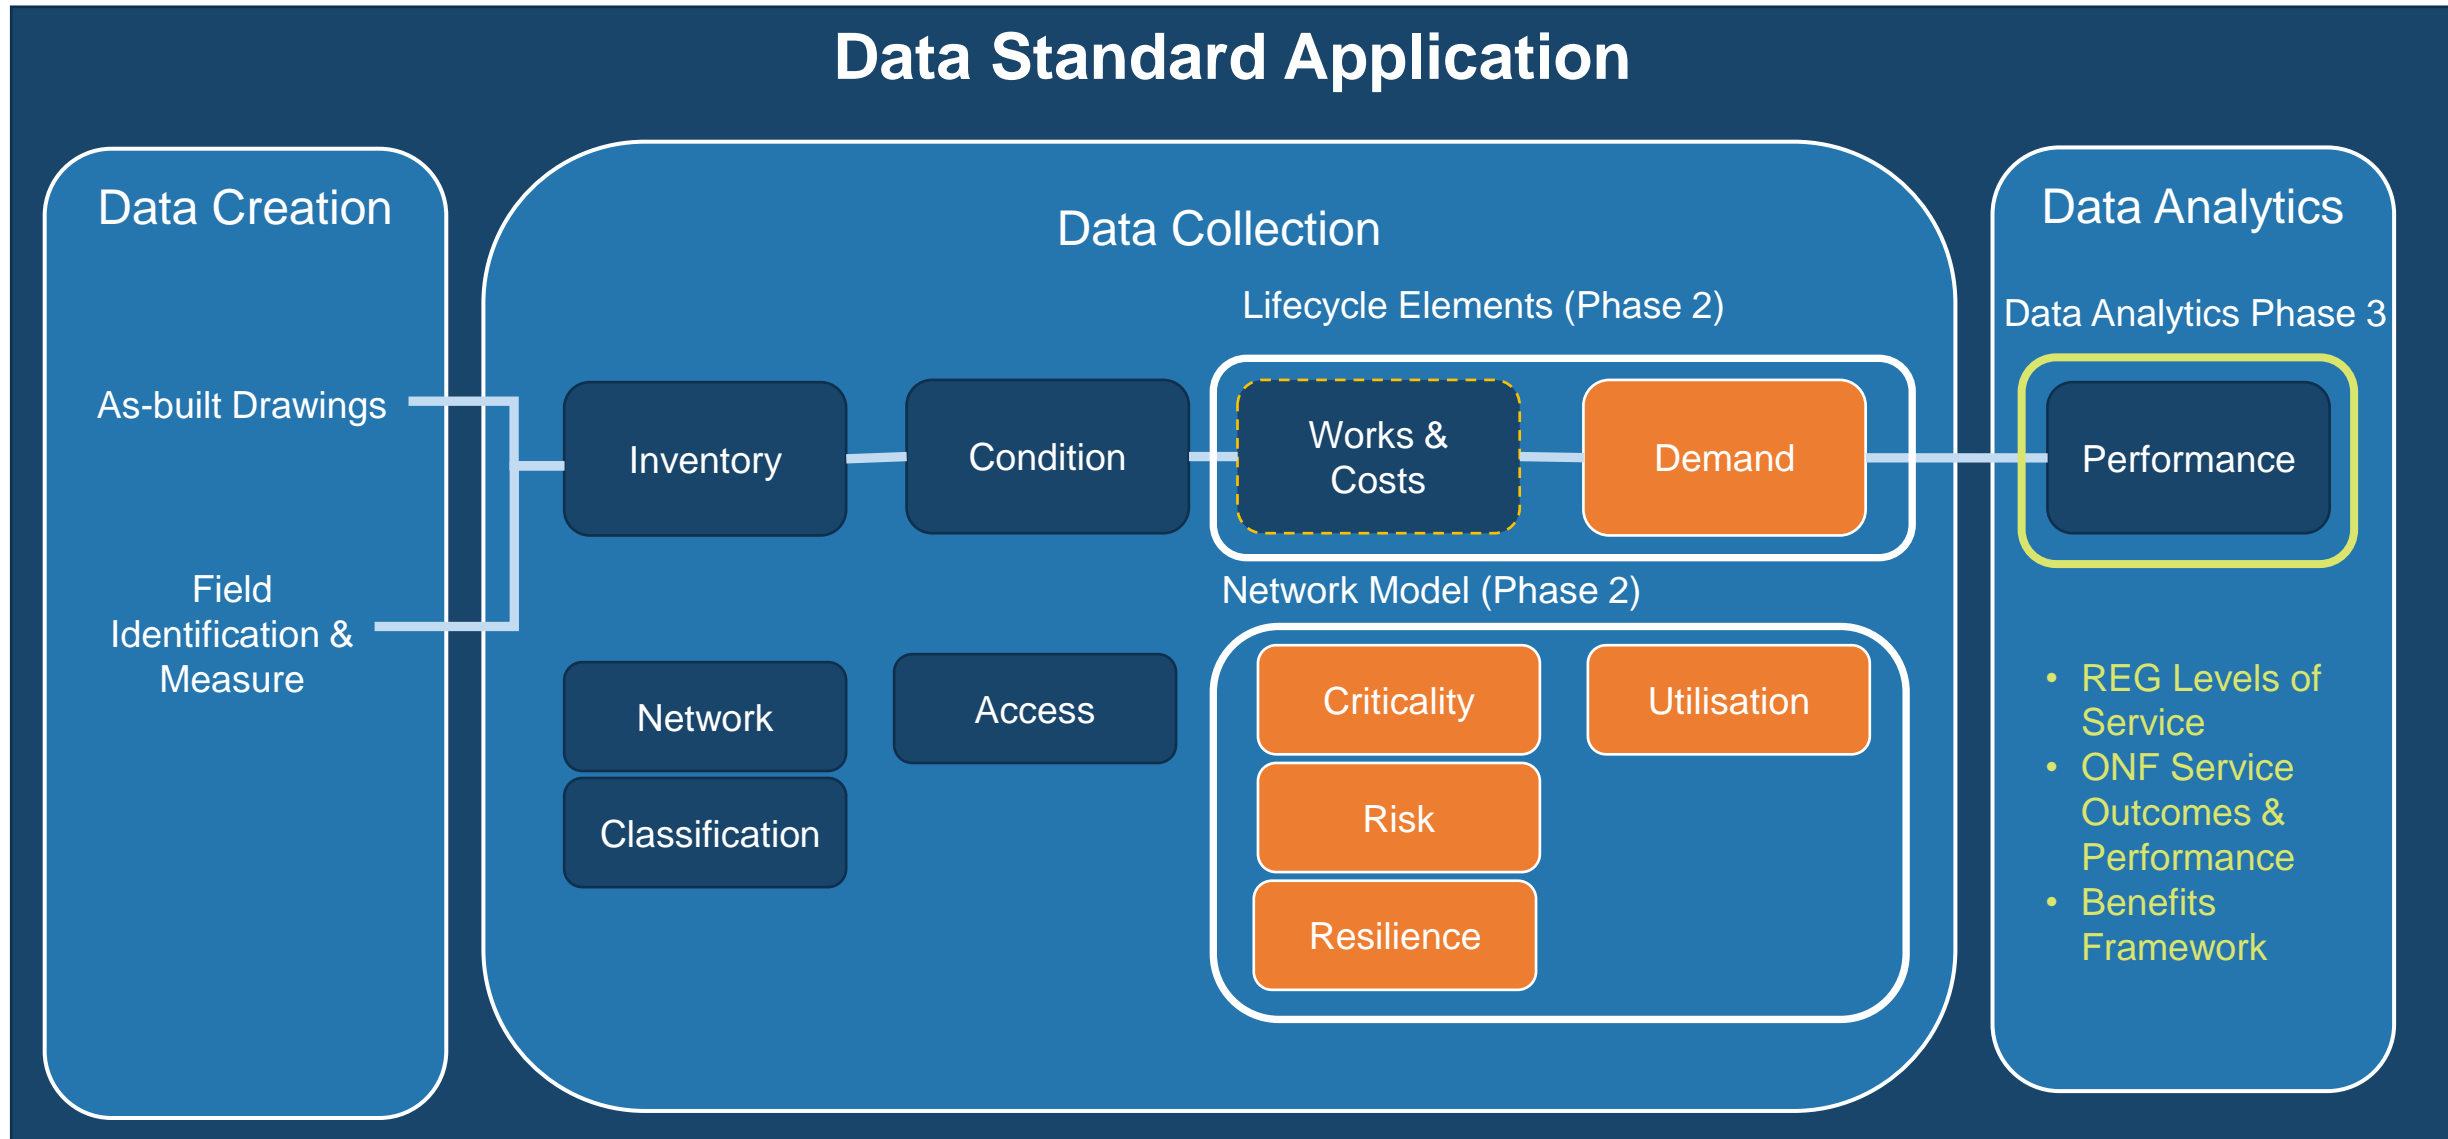 Data Standard Application
Data Creation
As-built Drawings
Field
Identification &
Measure
Data Collection
Lifecycle Elements (Phase 2)
Inventory
Condition
Works &
Costs
Demand
Network Model (Phase 2)
Network
Access
Classification
Criticality
Utilisation
Risk
Resilience
Data Analytics
Data Analytics Phase 3
Performance
• REG Levels of
Service
• ONF Service
Outcomes &
Performance
• Benefits
Framework